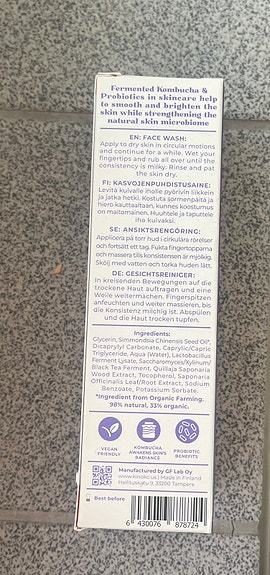 Fermented Kombucha &
Probiotics in skincare help
to smooth and brighten the
skin while strengthening the
natural skin microbiome
EN: FACE WASH:
Apply to dry skin in circular motions
and continue for a while. Wet your
fingertips and rub all over until the
consistency is milky. Rinse and pat
the skin dry.
FI: KASVOJENPUHDISTUSAINE:
Levitä kuivalle iholle pyörivin liikkein
ja jatka hetki. Kostuta sormenpäitä ja
hiero kauttaaltaan, kunnes koostumus
on maitomainen. Huuhtele ja taputtele
iho kuivaksi.
SE: ANSIKTSRENGÖRING:
Applicera på torr hud i cirkulära rörelser
och fortsätt ett tag. Fukta fingertopparna
och massera tills konsistensen är mjölkig.
Skölj med vatten och torka huden lätt.
DE: GESICHTSREINIGER:
In kreisenden Bewegungen auf die
trockene Haut auftragen und eine
Weile weitermachen. Fingerspitzen
anfeuchten und weiter massieren, bis
die Konsistenz milchig ist. Abspülen
und die Haut trocken tupfen.
Ingredients:
Glycerin, Simmondsia Chinensis Seed Oil*,
Dicaprylyl Carbonate, Caprylic/Capric
Triglyceride, Aqua (Water), Lactobacillus
Ferment Lysate, Saccharomyces/Xylinum/
Black Tea Ferment, Quillaja Saponaria
Wood Extract, Tocopherol, Saponaria
Officinalis Leaf/Root Extract, Sodium
Benzoate, Potassium Sorbate.
*Ingredient from Organic Farming.
98% natural, 33% organic.
VEGAN
FRIENDLY
KOMBUCHA
AWAKENS SKIN'S
RADIANCE
PROBIOTIC
BENEFITS
Manufactured by GF Lab Oy
Made in Finland
33200 Tampere
Best before
6 430076 878724